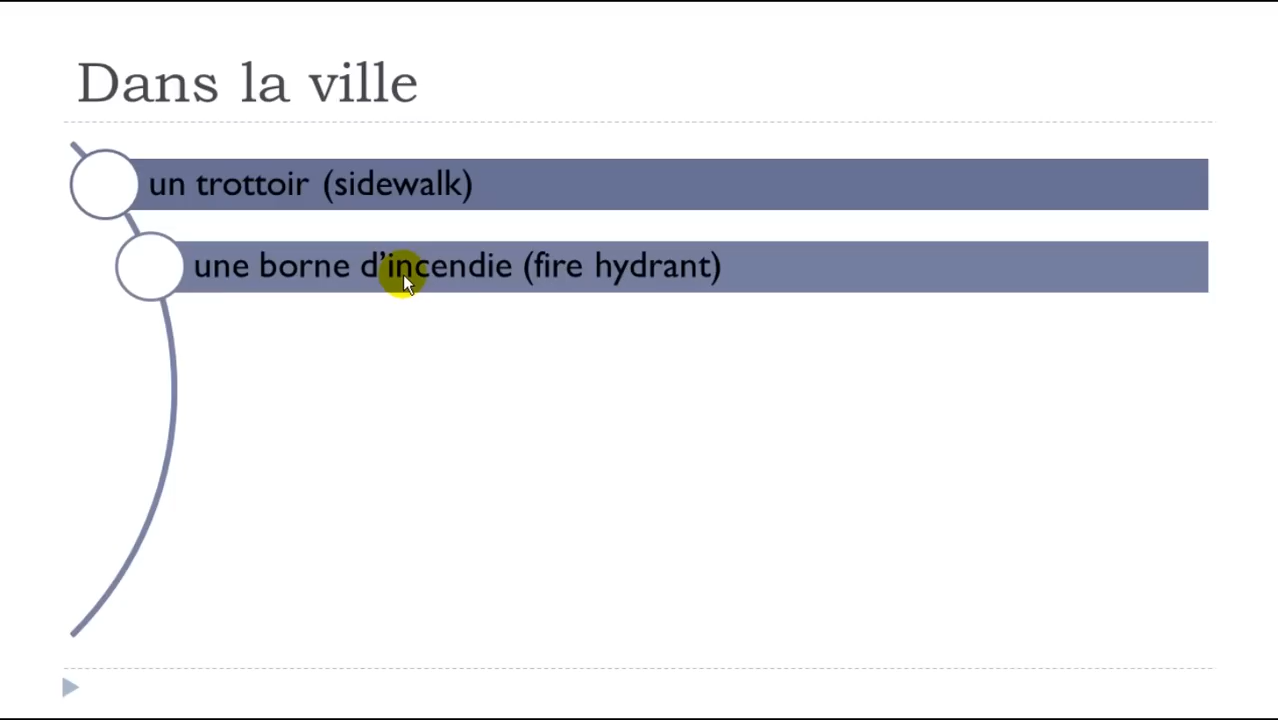 Dans la ville
un trottoir (sidewalk)
une borne d’incendie (fire hydrant)